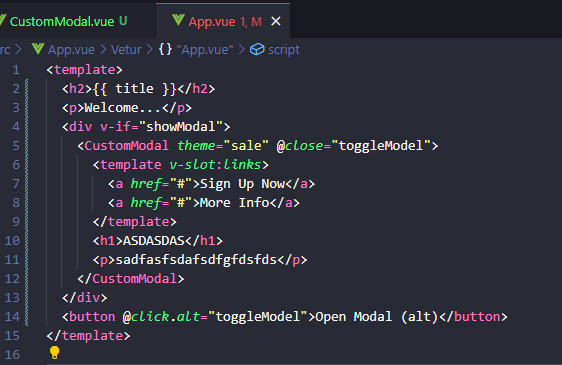 CustomModal.vue U
App.vue 1, M
rc > App.vue > Vetur > {} "App.vue" > script
1 <template>
2 <h2>{{ title }}</h2>
3 <p>Welcome...</p>
4 <div v-if="showModal">
5 <CustomModal theme="sale" @close="toggleModel">
6 <template v-slot:links>
7 <a href="#">Sign Up Now</a>
8 <a href="#">More Info</a>
9 </template>
10 <h1>ASDASDAS</h1>
11 <p>sadfasfsdafsdfgfdsfds</p>
12 </CustomModal>
13 </div>
14 <button @click.alt="toggleModel">Open Modal (alt)</button>
15 </template>
16